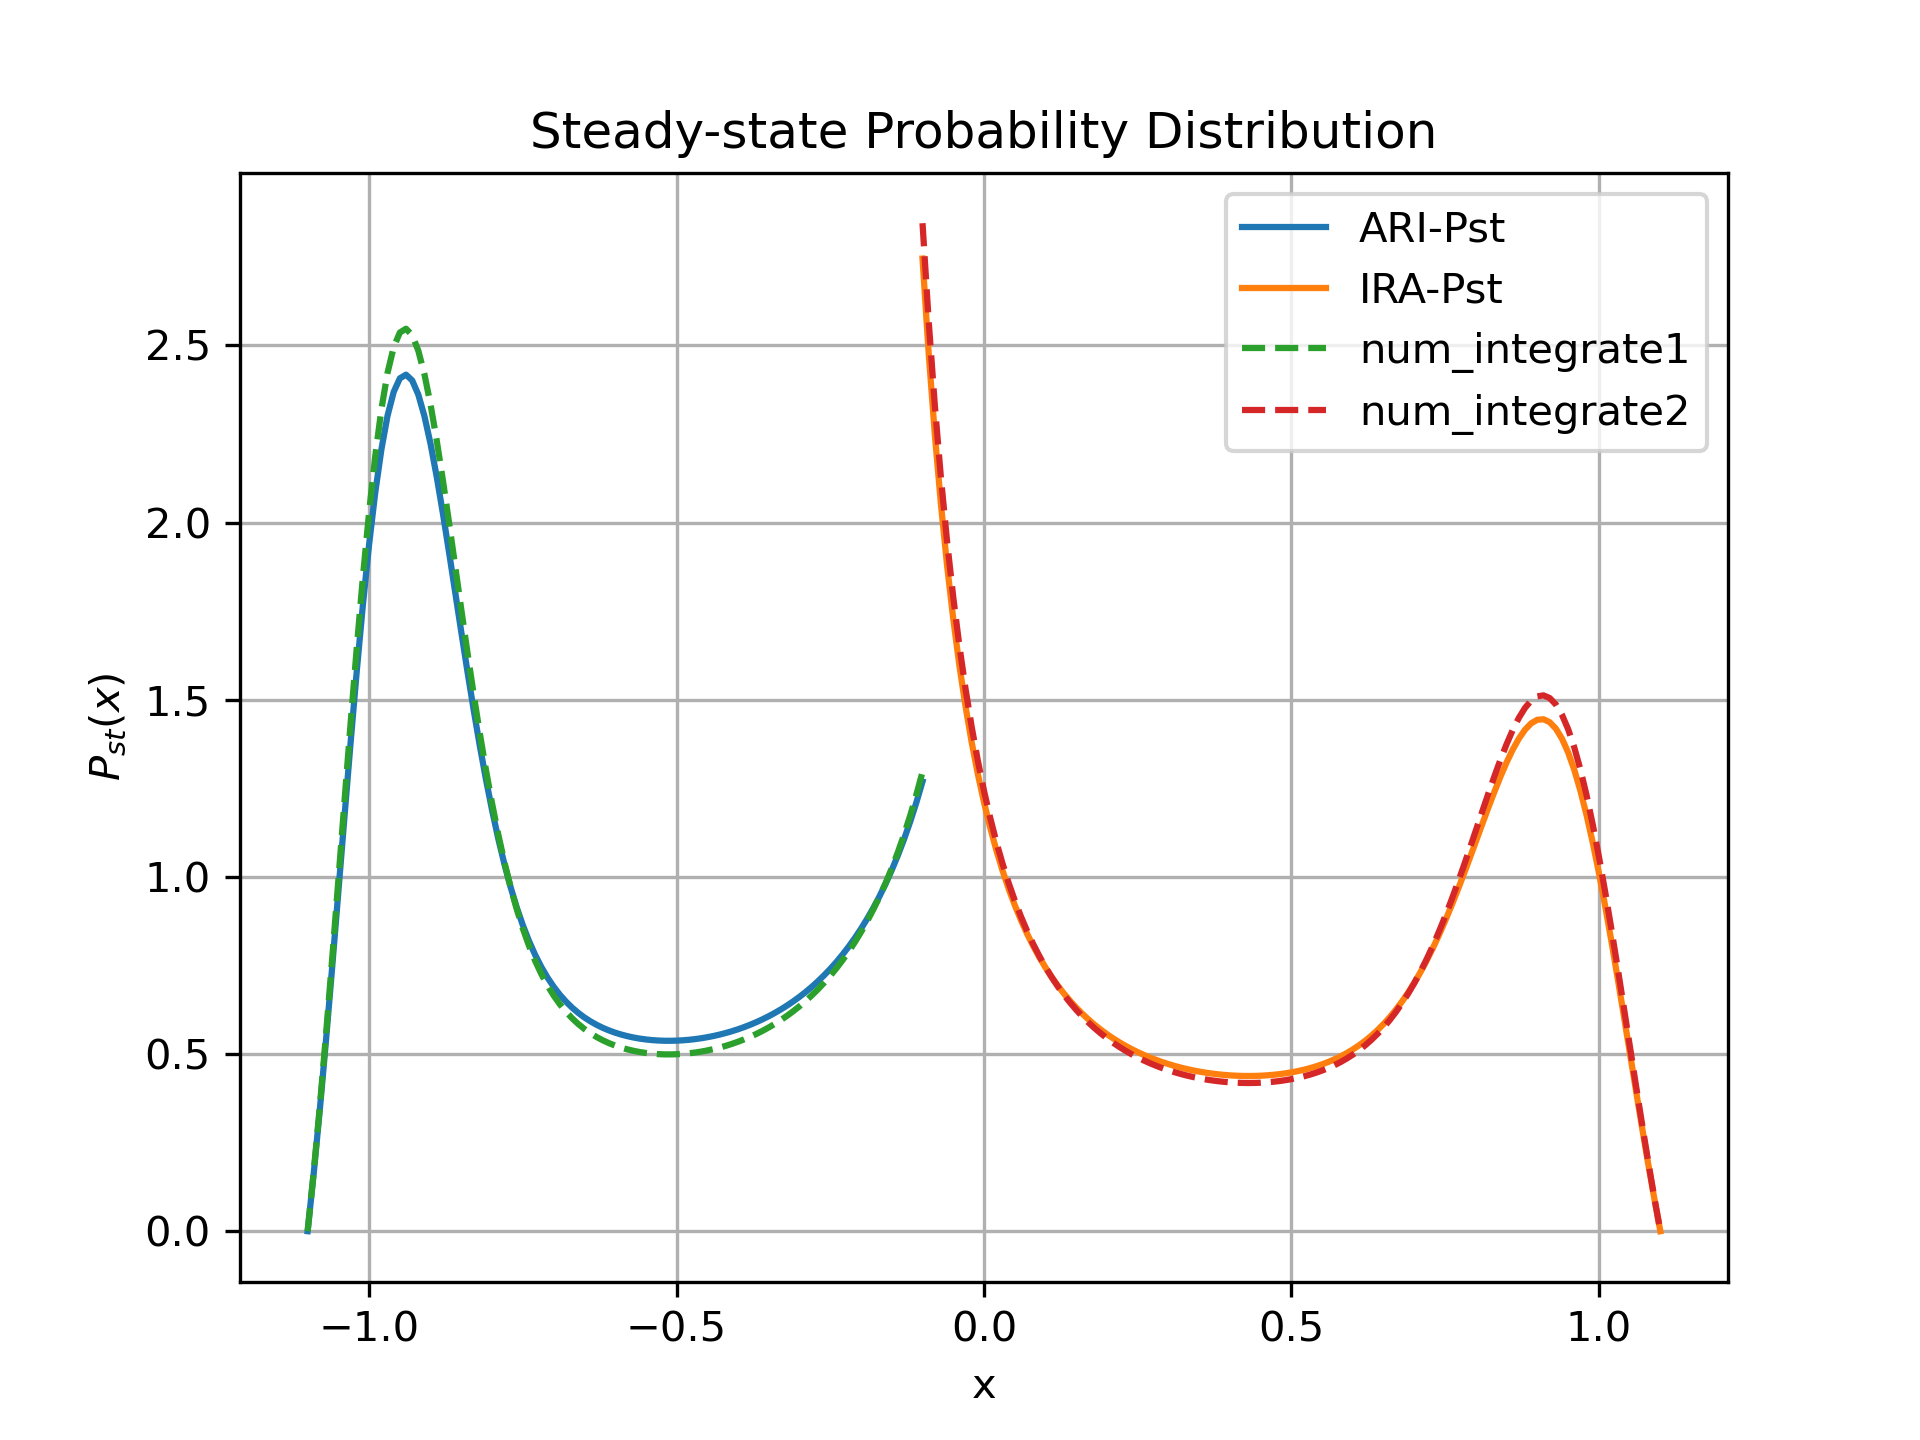 Steady-state Probability Distribution
ARI-Pst
IRA-Pst
num_integrate1
num_integrate2
2.5
2.0
1.5
1.0
0.5
0.0
P_{st}(x)
−1.0
−0.5
0.0
0.5
1.0
x